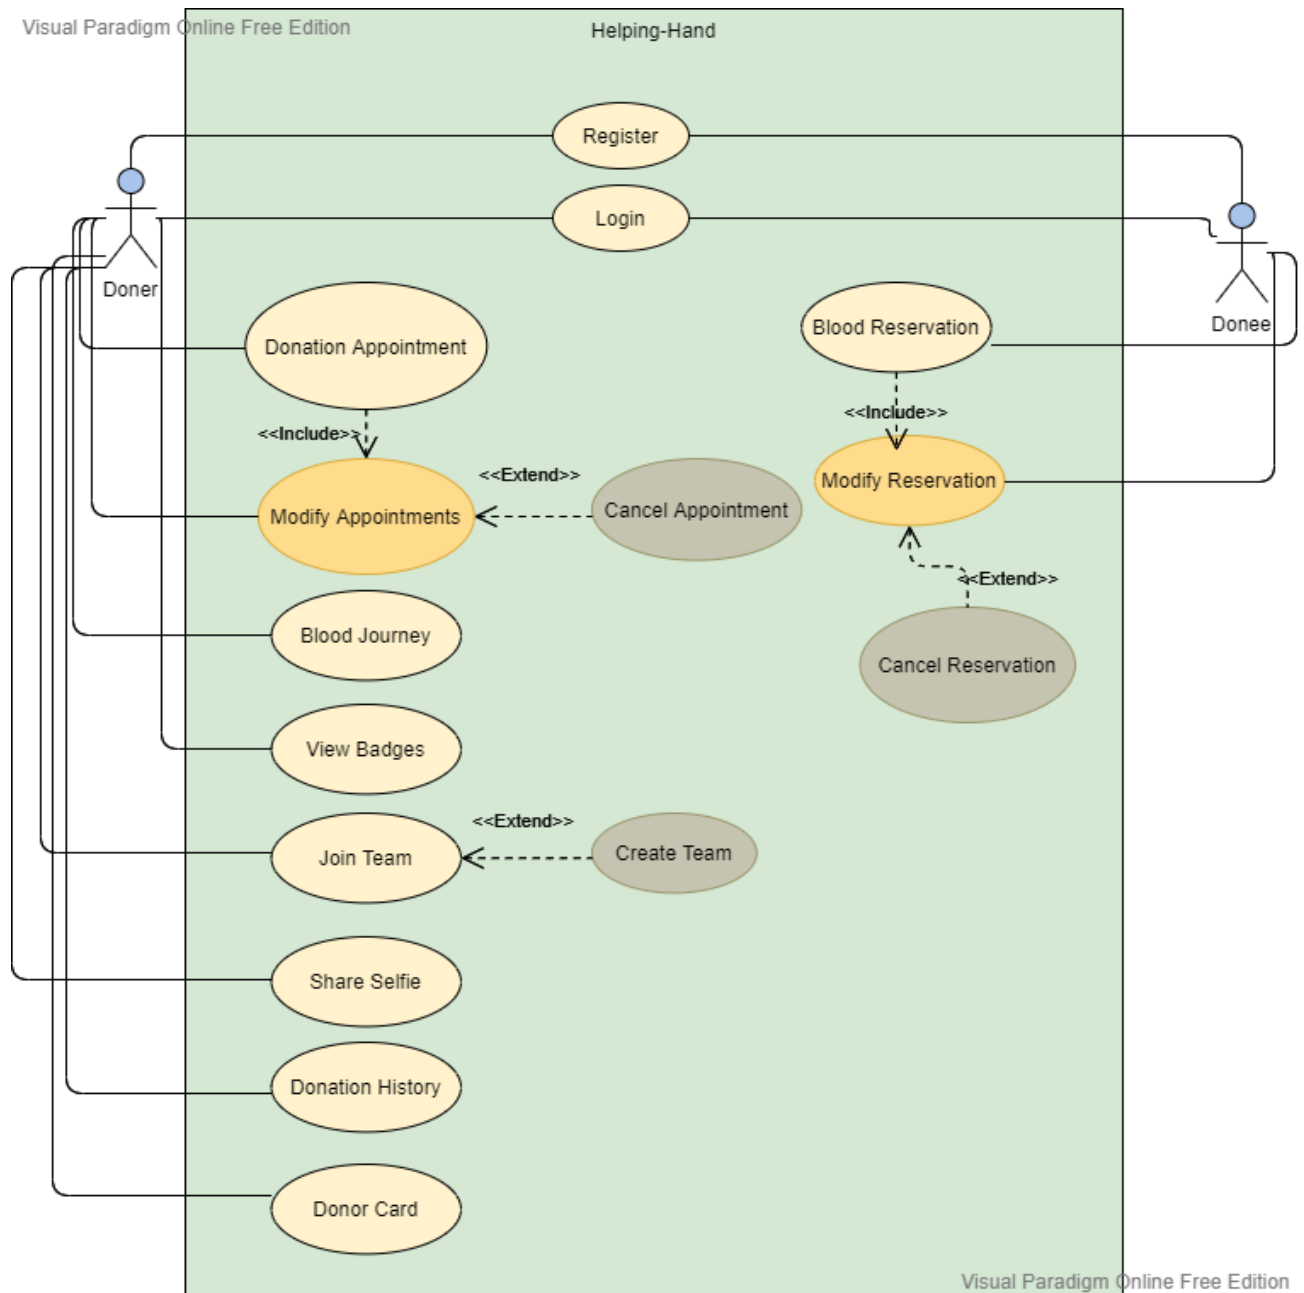 Visual Paradigm Online Free Edition
Helping-Hand
Register
Login
Doner
Donee
Donation Appointment
Blood Reservation
<<Include>>
<<Include>>
Modify Appointments
<<Extend>>
Cancel Appointment
Modify Reservation
<<Extend>>
Cancel Reservation
Blood Journey
View Badges
Join Team
<<Extend>>
Create Team
Share Selfie
Donation History
Donor Card
Visual Paradigm Online Free Edition